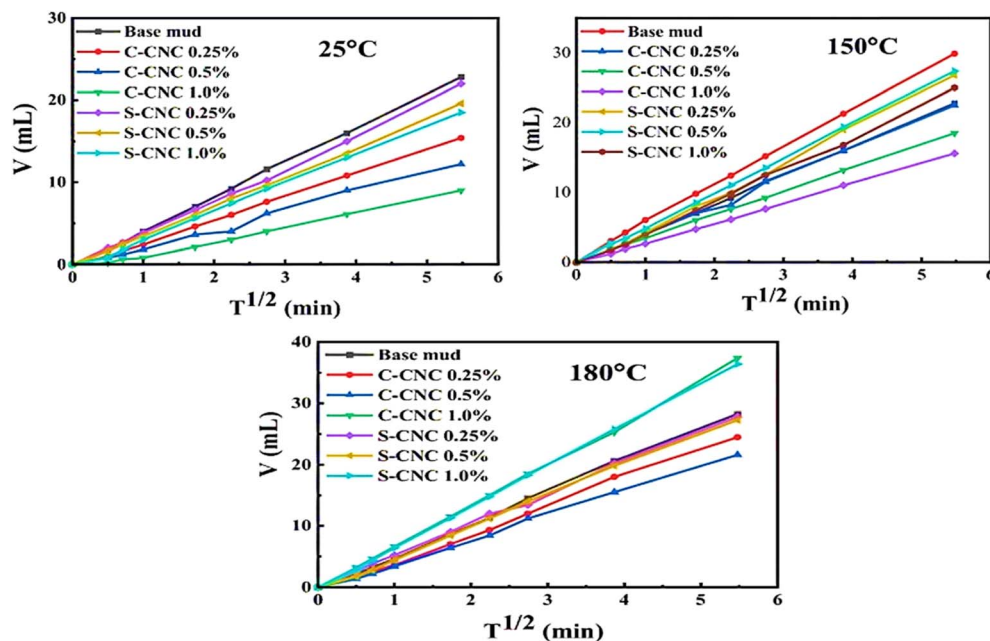 25°C
Base mud
C-CNC 0.25%
C-CNC 0.5%
C-CNC 1.0%
S-CNC 0.25%
S-CNC 0.5%
S-CNC 1.0%
V (mL)
30
20
10
0
0 1 2 3 4 5 6
T1/2 (min)
150°C
Base mud
C-CNC 0.25%
C-CNC 0.5%
C-CNC 1.0%
S-CNC 0.25%
S-CNC 0.5%
S-CNC 1.0%
V (mL)
30
20
10
0
0 1 2 3 4 5 6
T1/2 (min)
180°C
Base mud
C-CNC 0.25%
C-CNC 0.5%
C-CNC 1.0%
S-CNC 0.25%
S-CNC 0.5%
S-CNC 1.0%
V (mL)
40
30
20
10
0
0 1 2 3 4 5 6
T1/2 (min)